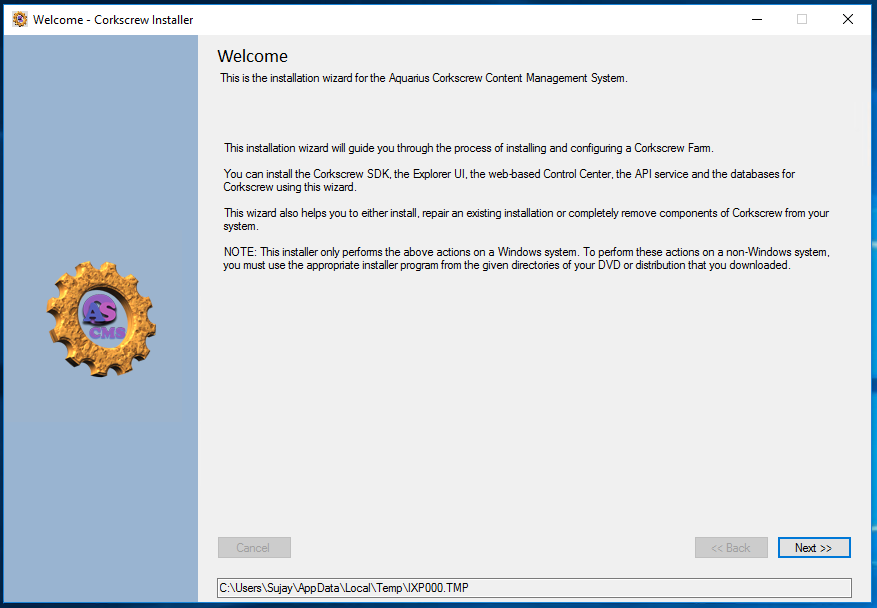 Welcome - Corkscrew Installer
Welcome
This is the installation wizard for the Aquarius Corkscrew Content Management System.
This installation wizard will guide you through the process of installing and configuring a Corkscrew Farm.
You can install the Corkscrew SDK, the Explorer UI, the web-based Control Center, the API service and the databases for
Corkscrew using this wizard.
This wizard also helps you to either install, repair an existing installation or completely remove components of Corkscrew from your
system.
NOTE: This installer only performs the above actions on a Windows system. To perform these actions on a non-Windows system,
you must use the appropriate installer program from the given directories of your DVD or distribution that you downloaded.
AS
CMS
Cancel
<< Back
Next >>
C:\Users\Sujay\AppData\Local\Temp\IXP000.TMP